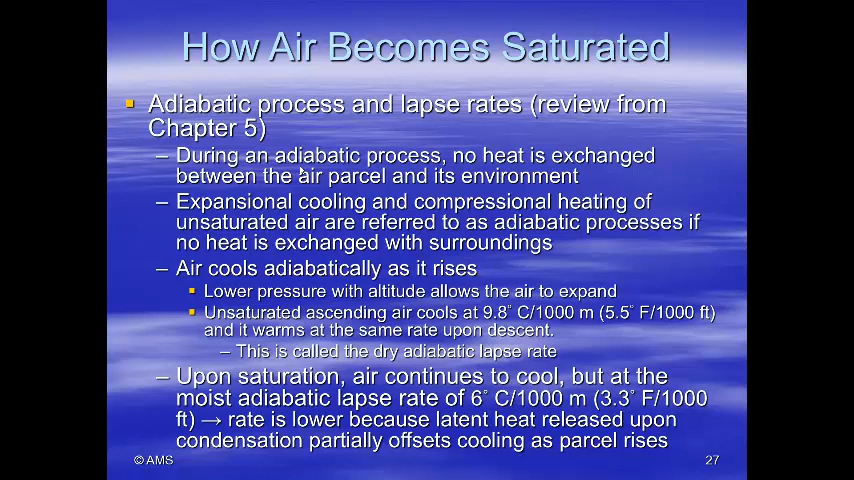 How Air Becomes Saturated
Adiabatic process and lapse rates (review from
Chapter 5)
– During an adiabatic process, no heat is exchanged
between the air parcel and its environment
– Expansional cooling and compressional heating of
unsaturated air are referred to as adiabatic processes if
no heat is exchanged with surroundings
– Air cools adiabatically as it rises
Lower pressure with altitude allows the air to expand
Unsaturated ascending air cools at 9.8° C/1000 m (5.5° F/1000 ft)
and it warms at the same rate upon descent.
– This is called the dry adiabatic lapse rate
– Upon saturation, air continues to cool, but at the
moist adiabatic lapse rate of 6° C/1000 m (3.3° F/1000
ft) → rate is lower because latent heat released upon
condensation partially offsets cooling as parcel rises
© AMS
27